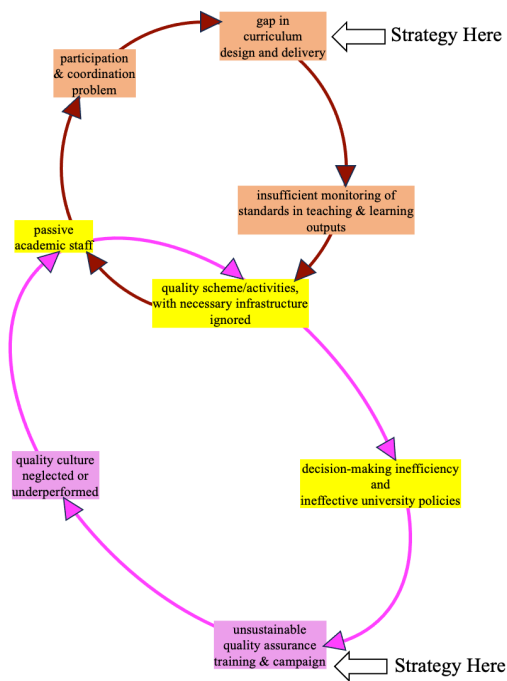 gap in
curriculum
design and delivery
Strategy Here
participation
& coordination
problem
insufficient monitoring of
standards in teaching & learning
outputs
passive
academic staff
quality scheme/activities,
with necessary infrastructure
ignored
quality culture
neglected or
underperformed
decision-making inefficiency
and
ineffective university policies
unsustainable
quality assurance
training & campaign
Strategy Here